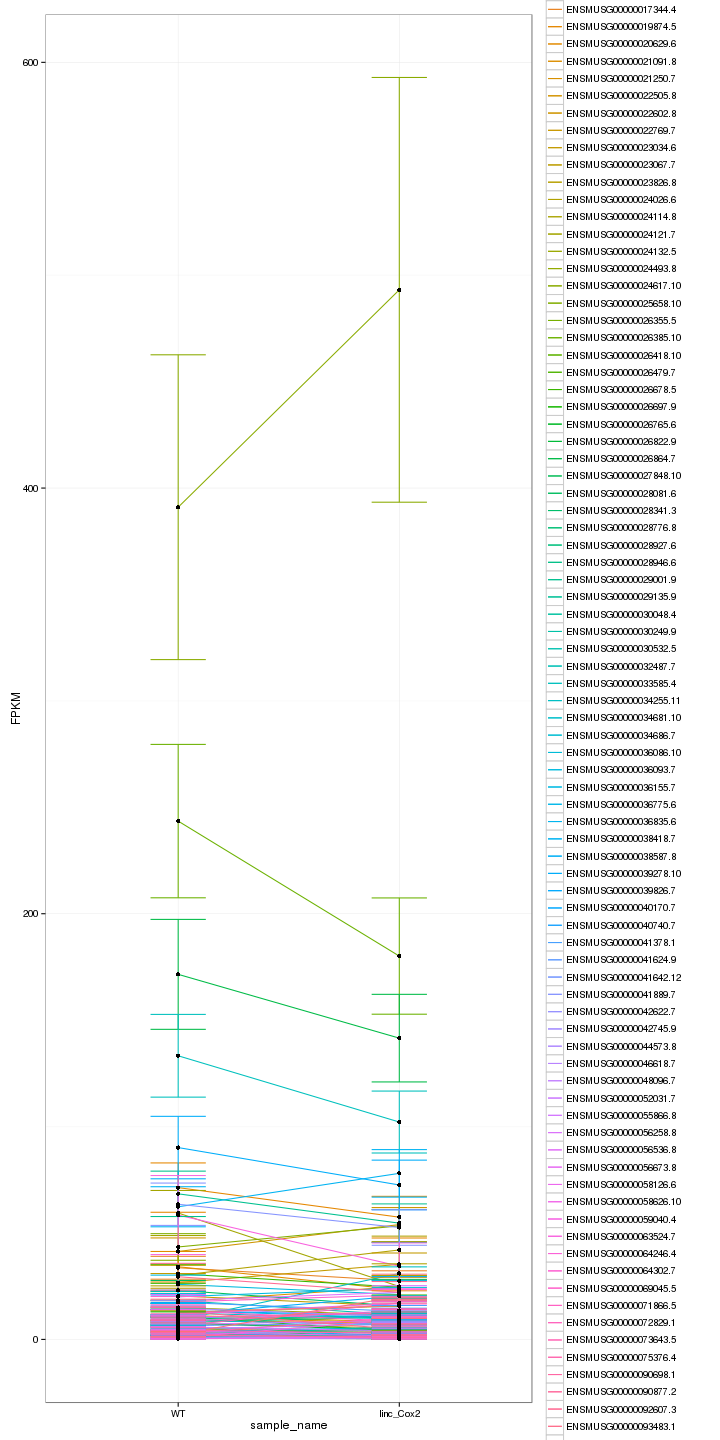 600
400
200
0
FPKM
WT
linc_Cox2
sample_name
ENSMUSG00000017344.4
ENSMUSG00000019874.5
ENSMUSG00000020629.6
ENSMUSG00000021091.8
ENSMUSG00000021250.7
ENSMUSG00000022505.8
ENSMUSG00000022602.8
ENSMUSG00000022769.7
ENSMUSG00000023034.6
ENSMUSG00000023067.7
ENSMUSG00000023826.8
ENSMUSG00000024026.6
ENSMUSG00000024114.8
ENSMUSG00000024121.7
ENSMUSG00000024132.5
ENSMUSG00000024493.8
ENSMUSG00000024617.10
ENSMUSG00000025658.10
ENSMUSG00000026355.5
ENSMUSG00000026385.10
ENSMUSG00000026418.10
ENSMUSG00000026479.7
ENSMUSG00000026678.5
ENSMUSG00000026697.9
ENSMUSG00000026765.6
ENSMUSG00000026822.9
ENSMUSG00000026864.7
ENSMUSG00000027848.10
ENSMUSG00000028081.6
ENSMUSG00000028341.3
ENSMUSG00000028776.8
ENSMUSG00000028927.6
ENSMUSG00000028946.6
ENSMUSG00000029001.9
ENSMUSG00000029135.9
ENSMUSG00000030048.4
ENSMUSG00000030249.9
ENSMUSG00000030532.5
ENSMUSG00000032487.7
ENSMUSG00000033585.4
ENSMUSG00000034255.11
ENSMUSG00000034681.10
ENSMUSG00000034686.7
ENSMUSG00000036086.10
ENSMUSG00000036093.7
ENSMUSG00000036155.7
ENSMUSG00000036775.6
ENSMUSG00000036835.6
ENSMUSG00000038418.7
ENSMUSG00000038587.8
ENSMUSG00000039278.10
ENSMUSG00000039826.7
ENSMUSG00000040170.7
ENSMUSG00000040740.7
ENSMUSG00000041378.1
ENSMUSG00000041624.9
ENSMUSG00000041642.12
ENSMUSG00000041889.7
ENSMUSG00000042622.7
ENSMUSG00000042745.9
ENSMUSG00000044573.8
ENSMUSG00000046618.7
ENSMUSG00000048096.7
ENSMUSG00000052031.7
ENSMUSG00000055866.8
ENSMUSG00000056258.8
ENSMUSG00000056536.8
ENSMUSG00000056673.8
ENSMUSG00000058126.6
ENSMUSG00000058626.10
ENSMUSG00000059040.4
ENSMUSG00000063524.7
ENSMUSG00000064246.4
ENSMUSG00000064302.7
ENSMUSG00000069045.5
ENSMUSG00000071866.5
ENSMUSG00000072829.1
ENSMUSG00000073643.5
ENSMUSG00000075376.4
ENSMUSG00000090698.1
ENSMUSG00000090877.2
ENSMUSG00000092607.3
ENSMUSG00000093483.1